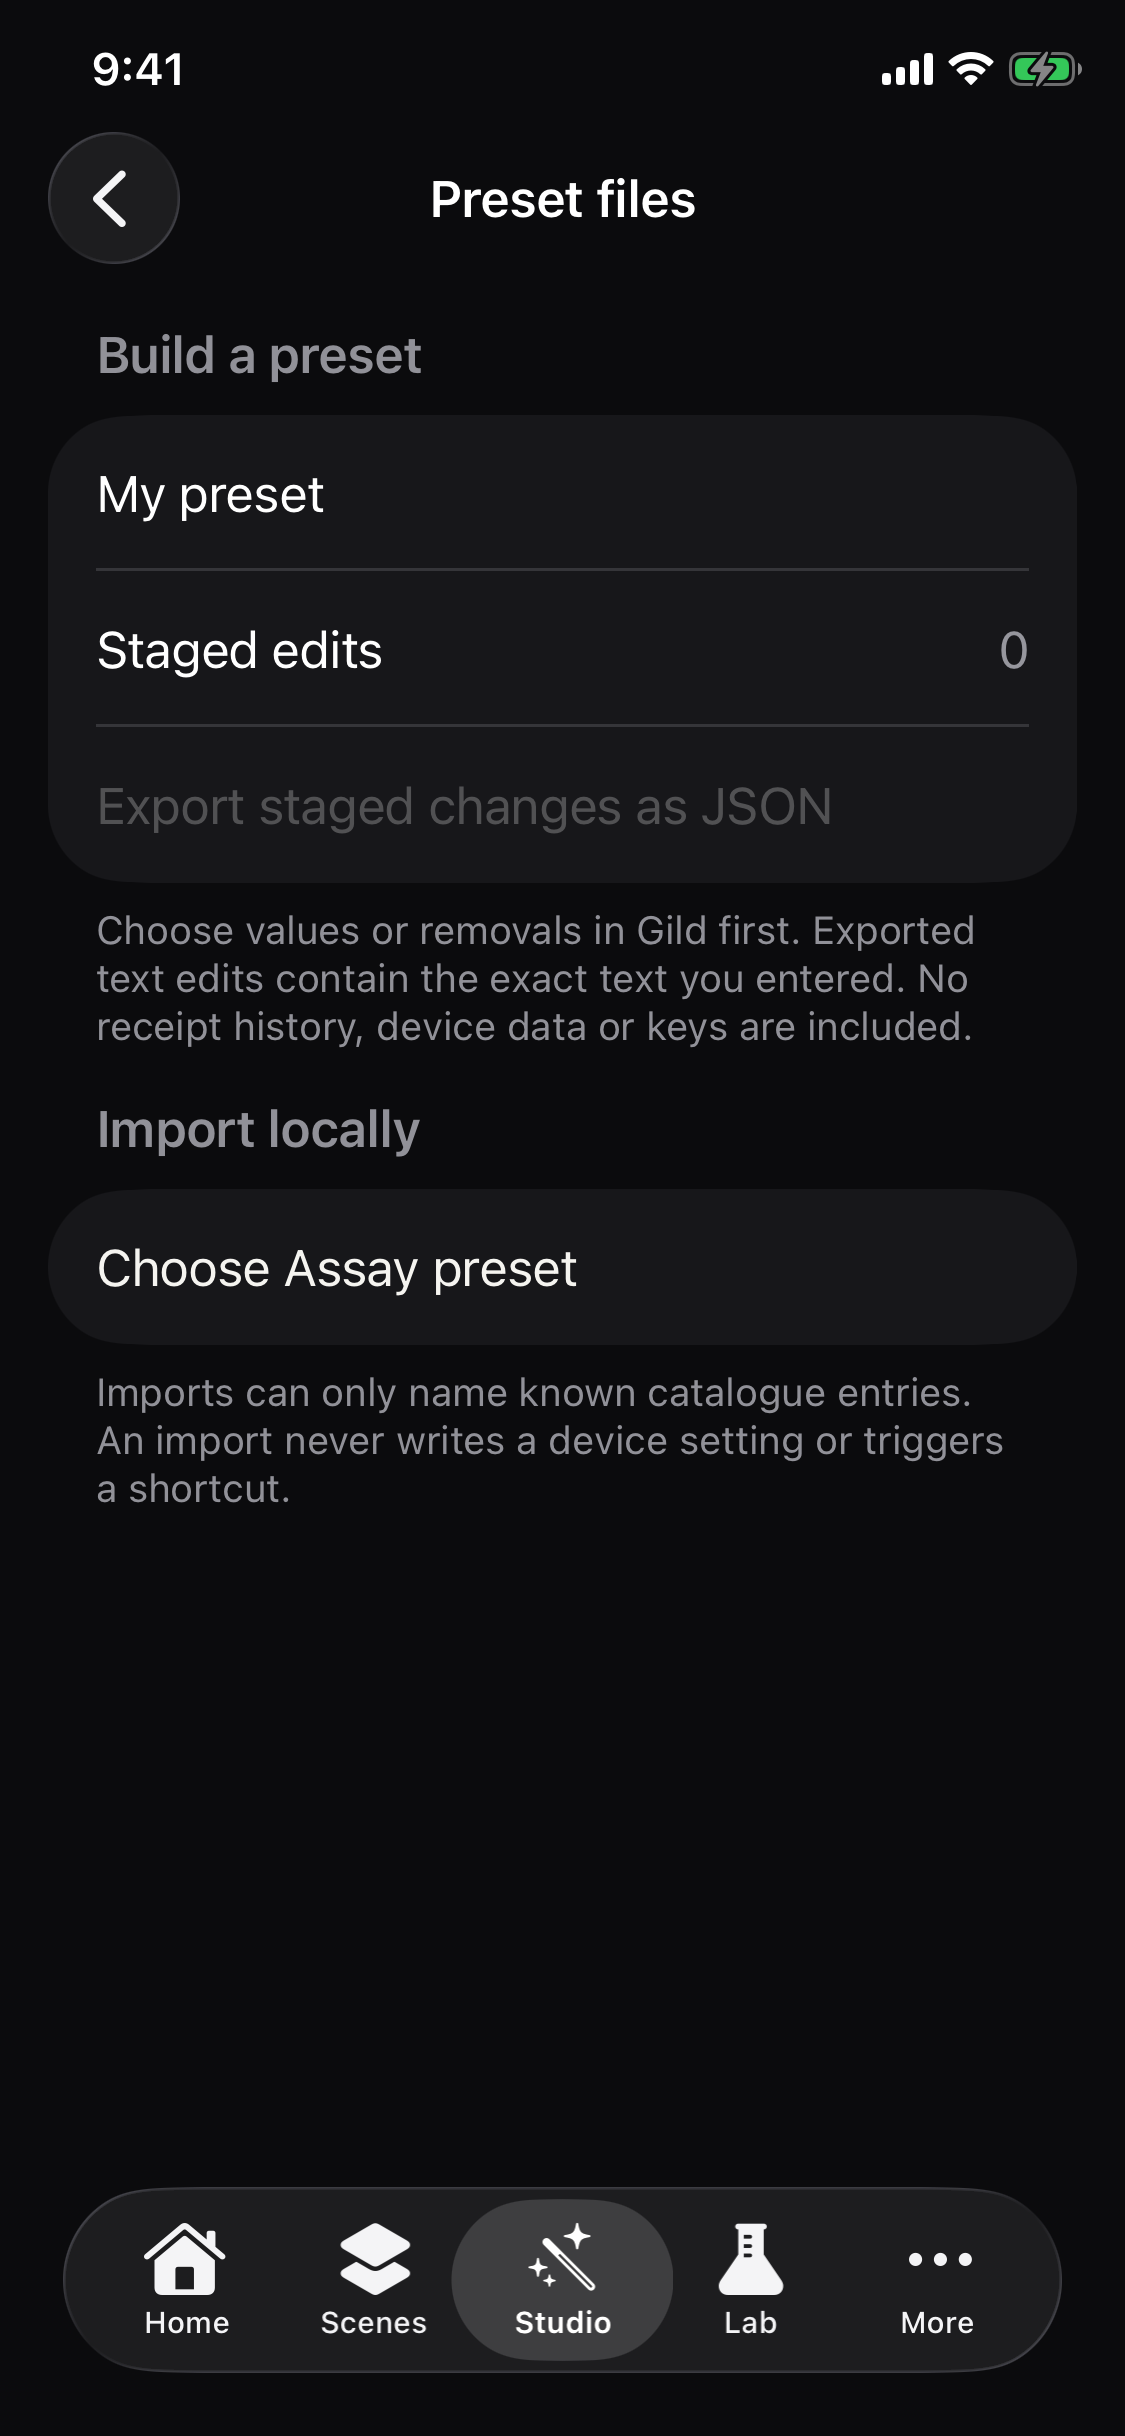 9:41
Preset files
Build a preset
My preset
Staged edits 0
Export staged changes as JSON
Choose values or removals in Gild first. Exported
text edits contain the exact text you entered. No
receipt history, device data or keys are included.
Import locally
Choose Assay preset
Imports can only name known catalogue entries.
An import never writes a device setting or triggers
a shortcut.
Home Scenes Studio Lab More